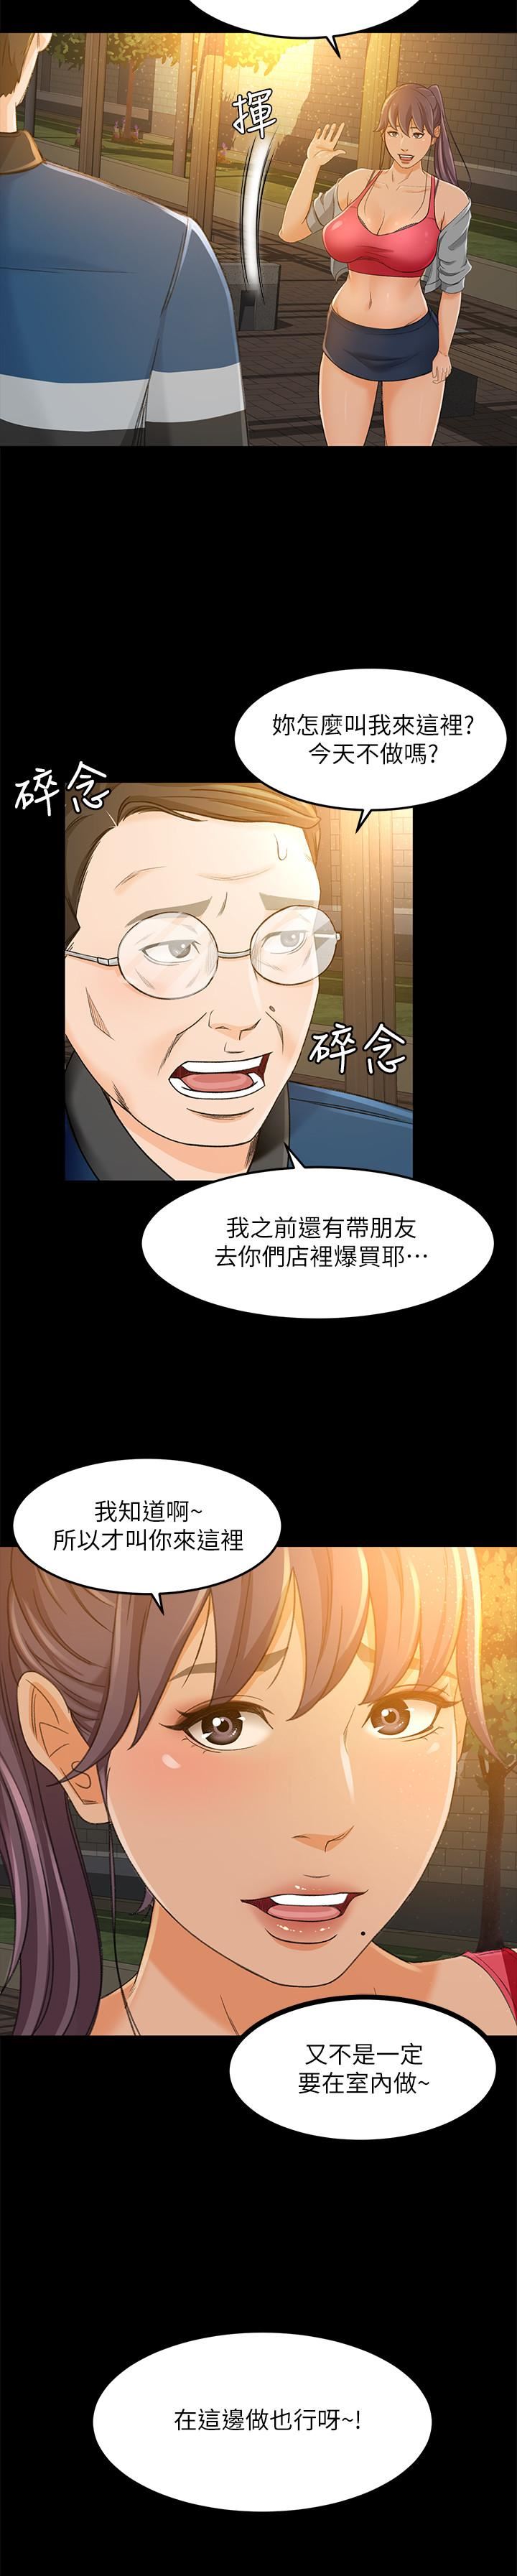 揮
妳怎麼叫我來這裡?
今天不做嗎?
碎念
碎念
我之前還有帶朋友
去你們店裡爆買耶…
我知道啊~
所以才叫你來這裡
又不是一定
要在室內做~
在這邊做也行呀~!